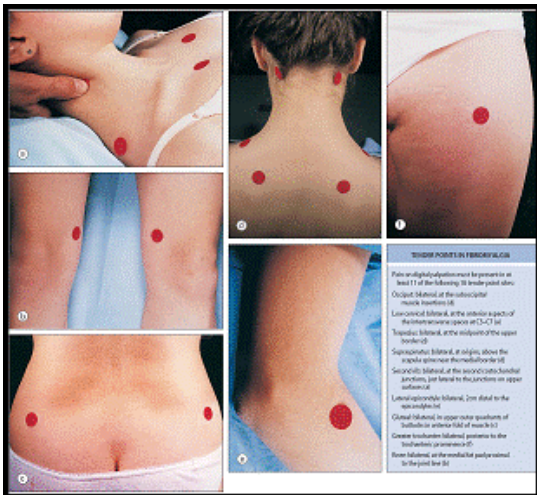 a
b
c
d
f
e
TENDER POINTS IN FIBROMYALGIA
Pain on digital palpation must be present in at
least 11 of the following 18 tender point sites:
Occiput: bilateral, at the suboccipital
muscle insertions (d)
Low cervical: bilateral, at the anterior aspects of
the intertransverse spaces at C5–C7 (a)
Trapezius: bilateral, at the midpoint of the upper
border (d)
Supraspinatus: bilateral, at origins, above the
scapula spine near the medial border (d)
Second rib: bilateral, at the second costochondral
junctions, just lateral to the junctions on upper
surfaces (a)
Lateral epicondyle: bilateral, 2cm distal to the
epicondyles (e)
Gluteal: bilateral, in upper outer quadrants of
buttocks in anterior fold of muscle (c)
Greater trochanter: bilateral, posterior to the
trochanteric prominence (f)
Knee: bilateral, at the medial fat pad proximal
to the joint line (b)